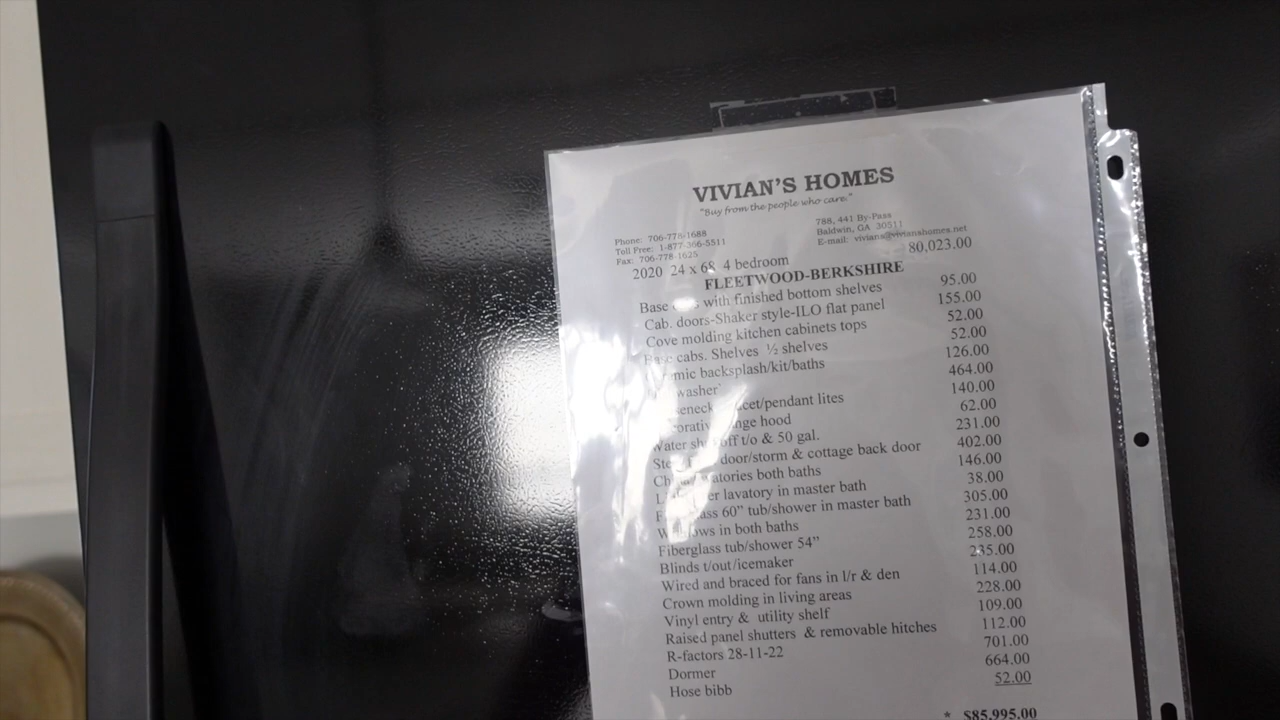 VIVIAN'S HOMES
"Buy from the people who care."
Phone: 706-778-1688
Toll Free: 1-877-366-5511
Fax: 706-778-1625
788, 441 By-Pass
Baldwin, GA 30511
E-mail: vivians@vivianshomes.net
2020 24 x 68 4 bedroom 80,023.00
FLEETWOOD-BERKSHIRE
Base with finished bottom shelves 95.00
Cab. doors-Shaker style-ILO flat panel 155.00
Cove molding kitchen cabinets tops 52.00
Base cabs. Shelves ½ shelves 52.00
backsplash/kit/baths 126.00
464.00
/pendant lites 140.00
hood 62.00
Water t/o & 50 gal. 231.00
door/storm & cottage back door 402.00
both baths 146.00
lavatory in master bath 38.00
60" tub/shower in master bath 305.00
in both baths 231.00
Fiberglass tub/shower 54" 258.00
Blinds t/out/icemaker 235.00
Wired and braced for fans in l/r & den 114.00
Crown molding in living areas 228.00
Vinyl entry & utility shelf 109.00
Raised panel shutters & removable hitches 112.00
R-factors 28-11-22 701.00
Dormer 664.00
Hose bibb 52.00
* $85,995.00